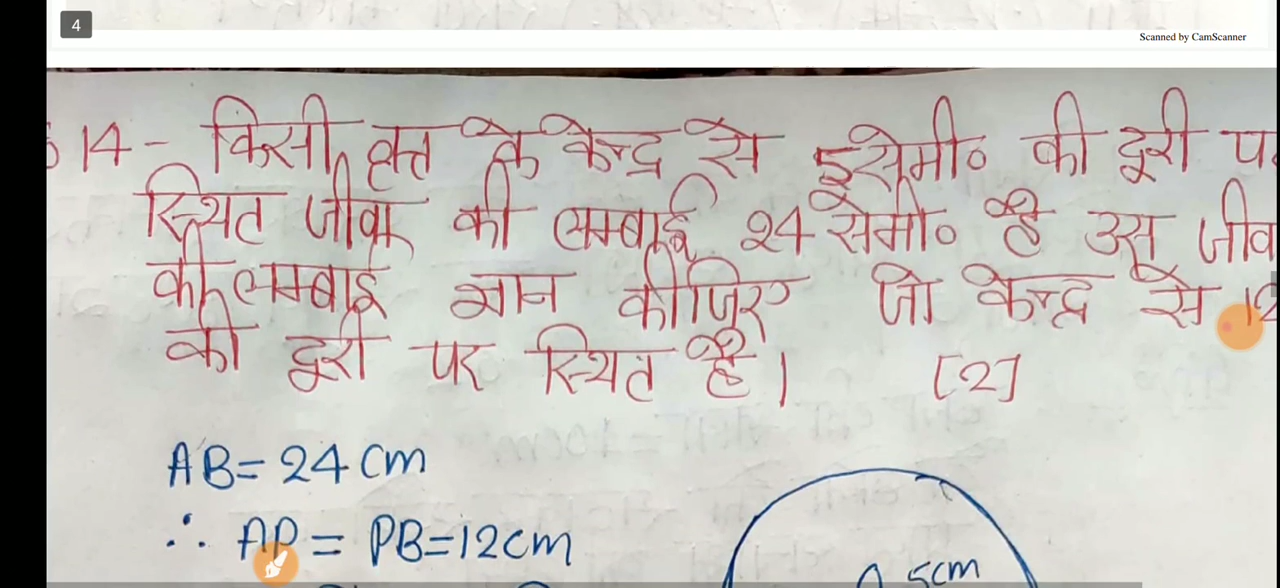 4
Scanned by CamScanner
14 - किसी वृत्त के केन्द्र से 5 सेमी० की दूरी
स्थित जीवा की लम्बाई 24 सेमी० है उस जीव
की लम्बाई ज्ञान कीजिए जो केन्द्र से 12
की दूरी पर स्थित है। [2]
AB = 24 cm
∴ AP = PB = 12 cm
5cm